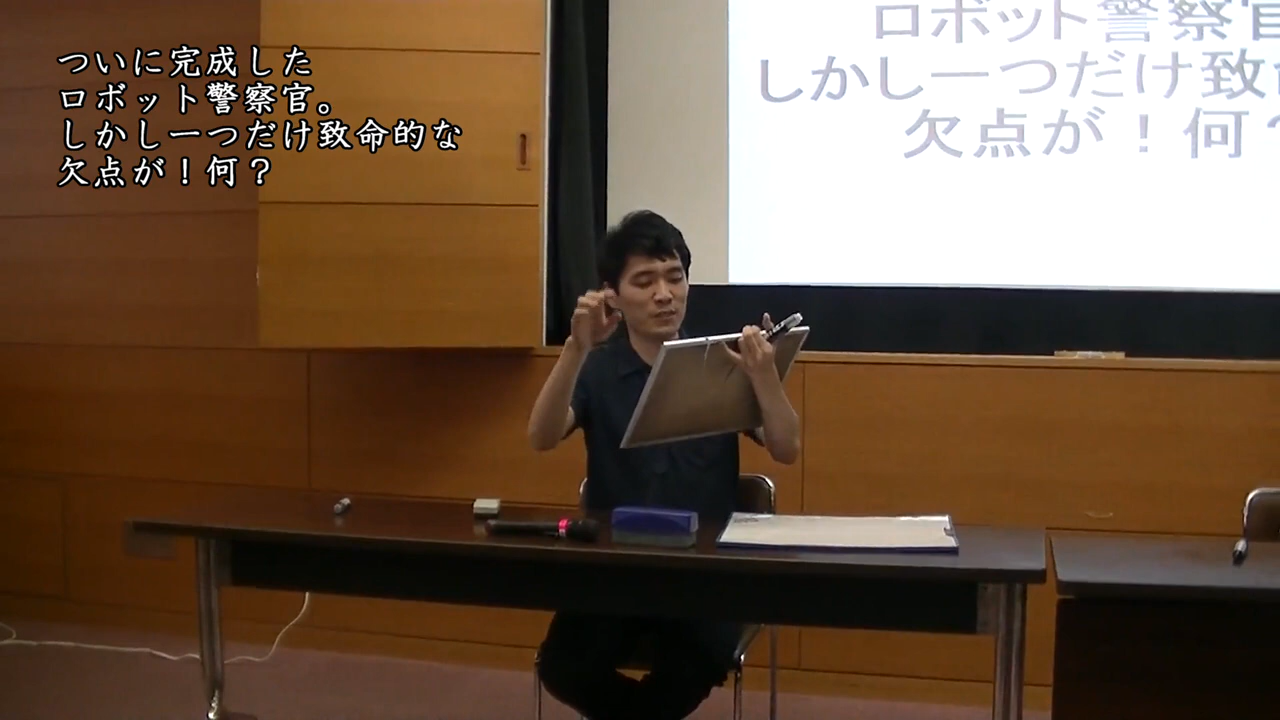 ついに完成した
ロボット警察官。
しかし一つだけ致命的な
欠点が！何？
ロボット警察官
しかし一つだけ致命
欠点が！何？